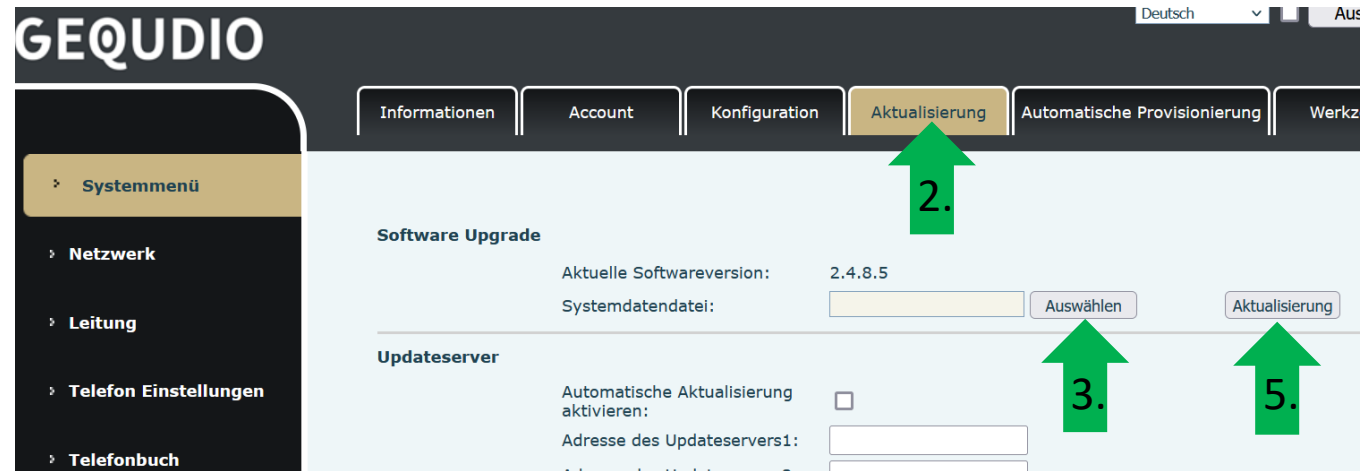 Deutsch
GEQUDIO
Informationen
Account
Konfiguration
Aktualisierung
Automatische Provisionierung
2.
Systemmenü
Software Upgrade
Netzwerk
Aktuelle Softwareversion: 2.4.8.5
Systemdatendatei: Auswählen Aktualisierung
Leitung
Updateserver
3. 5.
Telefon Einstellungen
Automatische Aktualisierung
aktivieren:
Adresse des Updateservers1:
Telefonbuch